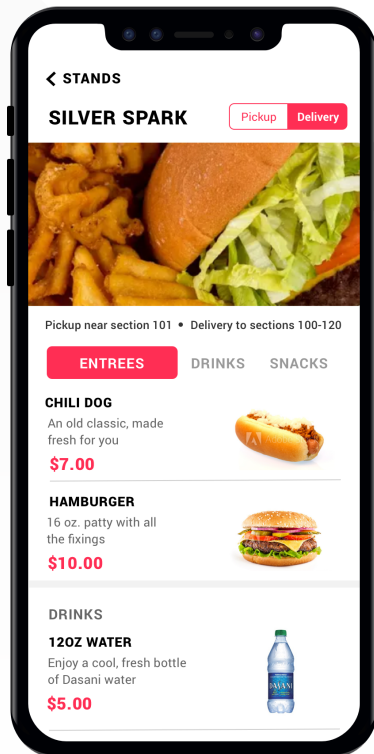 STANDS
SILVER SPARK
Pickup Delivery
Pickup near section 101 • Delivery to sections 100-120
ENTREES DRINKS SNACKS
CHILI DOG
An old classic, made
fresh for you
$7.00
HAMBURGER
16 oz. patty with all
the fixings
$10.00
DRINKS
12OZ WATER
Enjoy a cool, fresh bottle
of Dasani water
$5.00
DASANI